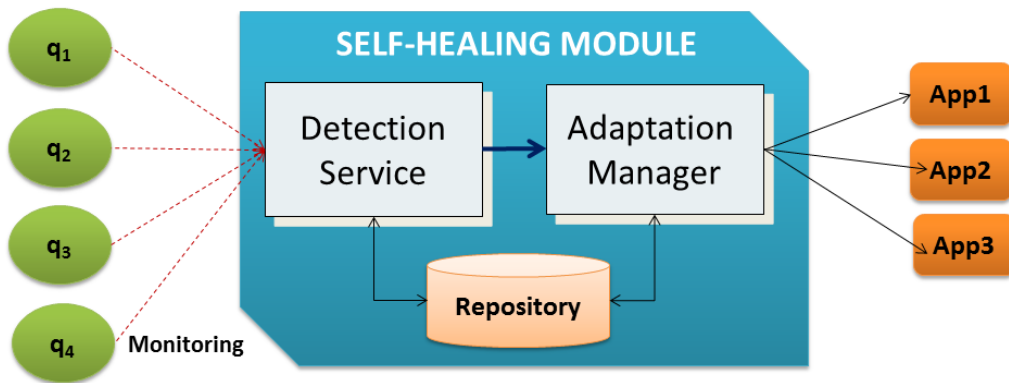 SELF-HEALING MODULE
q₁
q₂
q₃
q₄
Monitoring
Detection
Service
Adaptation
Manager
Repository
App1
App2
App3